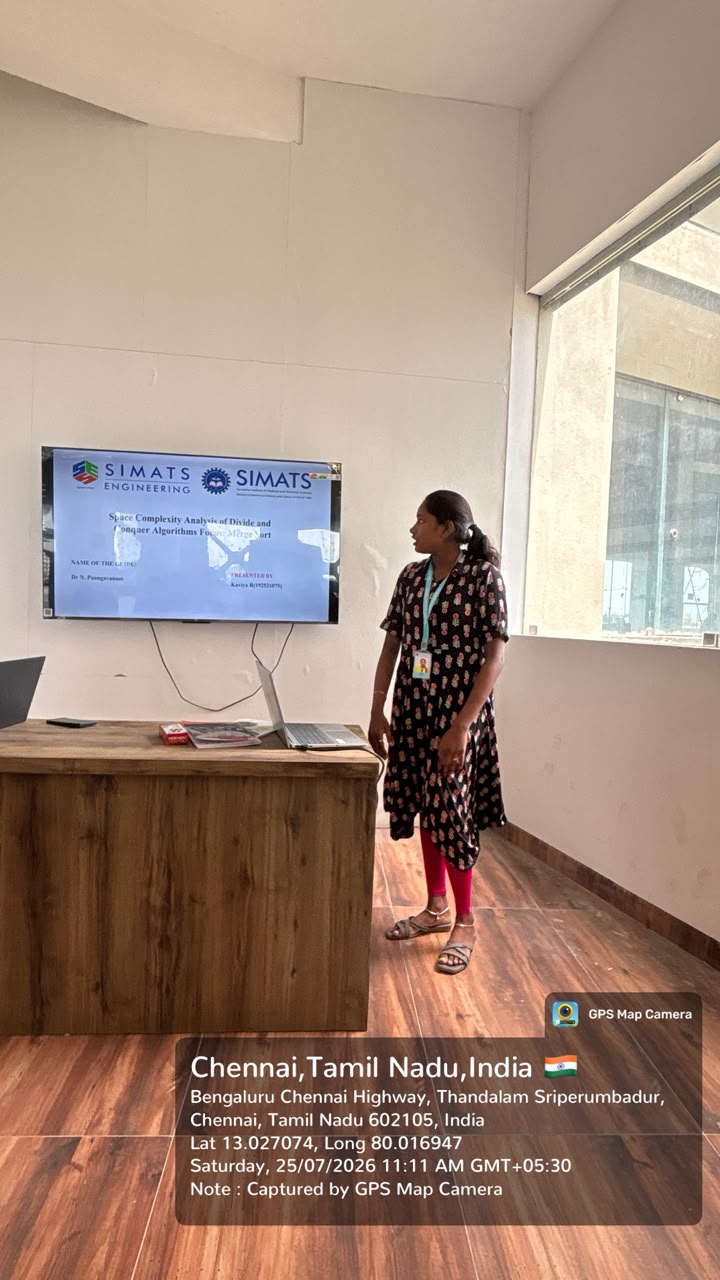 SIMATS
ENGINEERING
SIMATS
Space Complexity Analysis of Divide and
Conquer Algorithms Focus: Merge Sort
NAME OF THE GUIDE:
Dr N. Poongavanam
PRESENTED BY
Kaviya R(192524078)
GPS Map Camera
Chennai,Tamil Nadu,India
Bengaluru Chennai Highway, Thandalam Sriperumbadur,
Chennai, Tamil Nadu 602105, India
Lat 13.027074, Long 80.016947
Saturday, 25/07/2026 11:11 AM GMT+05:30
Note : Captured by GPS Map Camera